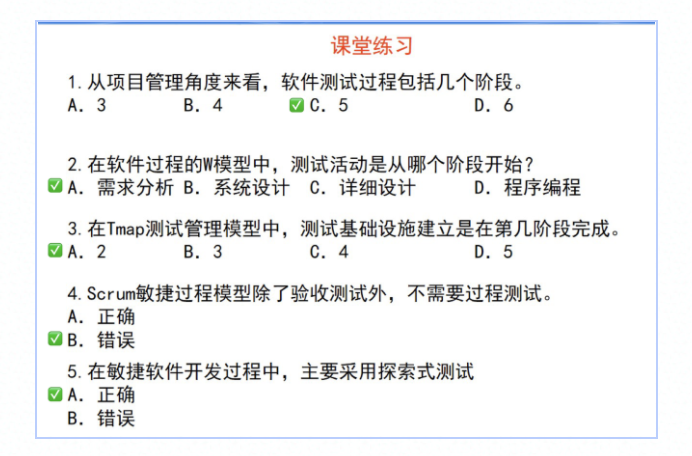 课堂练习
1.从项目管理角度来看，软件测试过程包括几个阶段。
A. 3 B. 4 ✅ C. 5 D. 6
2.在软件过程的W模型中，测试活动是从哪个阶段开始？
✅ A. 需求分析 B. 系统设计 C. 详细设计 D. 程序编程
3.在Tmap测试管理模型中，测试基础设施建立是在第几阶段完成。
✅ A. 2 B. 3 C. 4 D. 5
4.Scrum敏捷过程模型除了验收测试外，不需要过程测试。
A. 正确
✅ B. 错误
5.在敏捷软件开发过程中，主要采用探索式测试
✅ A. 正确
B. 错误